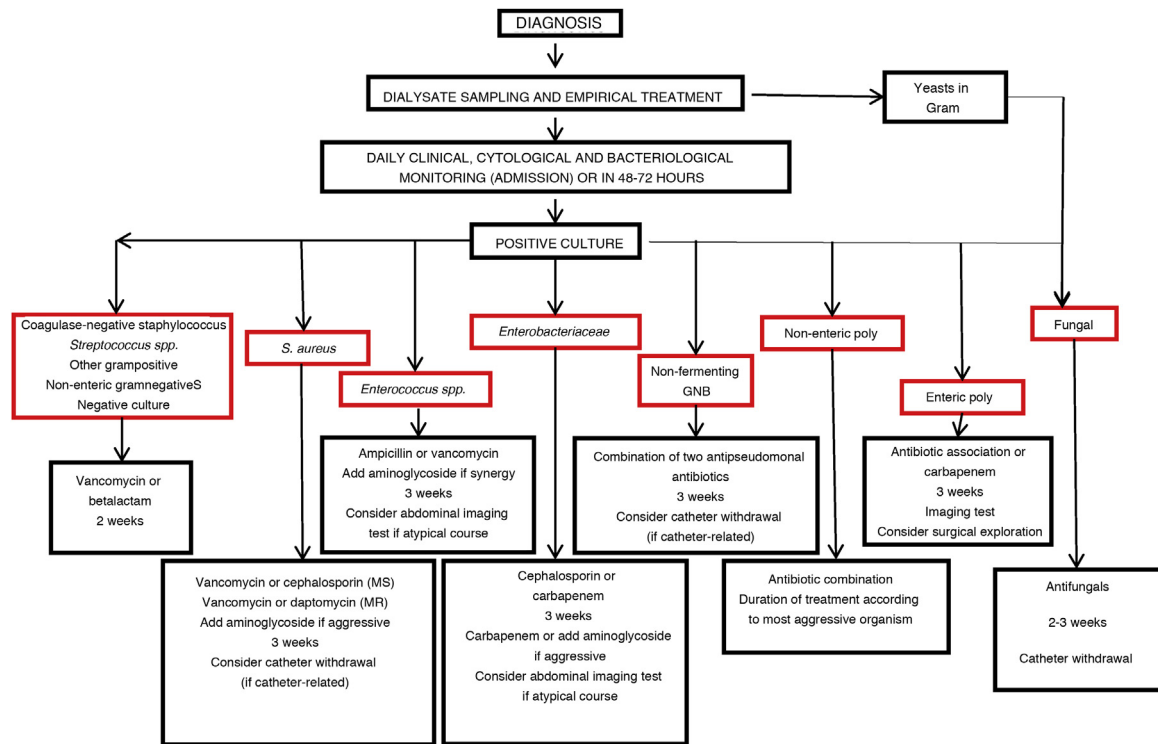 DIAGNOSIS
DIALYSATE SAMPLING AND EMPIRICAL TREATMENT
Yeasts in
Gram
DAILY CLINICAL, CYTOLOGICAL AND BACTERIOLOGICAL
MONITORING (ADMISSION) OR IN 48-72 HOURS
POSITIVE CULTURE
Coagulase-negative staphylococcus
Streptococcus spp.
Other grampositive
Non-enteric gramnegativeS
Negative culture
S. aureus
Enterococcus spp.
Enterobacteriaceae
Non-fermenting
GNB
Non-enteric poly
Enteric poly
Fungal
Vancomycin or
betalactam
2 weeks
Vancomycin or cephalosporin (MS)
Vancomycin or daptomycin (MR)
Add aminoglycoside if aggressive
3 weeks
Consider catheter withdrawal
(if catheter-related)
Ampicillin or vancomycin
Add aminoglycoside if synergy
3 weeks
Consider abdominal imaging
test if atypical course
Cephalosporin or
carbapenem
3 weeks
Carbapenem or add aminoglycoside
if aggressive
Consider abdominal imaging test
if atypical course
Combination of two antipseudomonal
antibiotics
3 weeks
Consider catheter withdrawal
(if catheter-related)
Antibiotic combination
Duration of treatment according
to most aggressive organism
Antibiotic association or
carbapenem
3 weeks
Imaging test
Consider surgical exploration
Antifungals
2-3 weeks
Catheter withdrawal